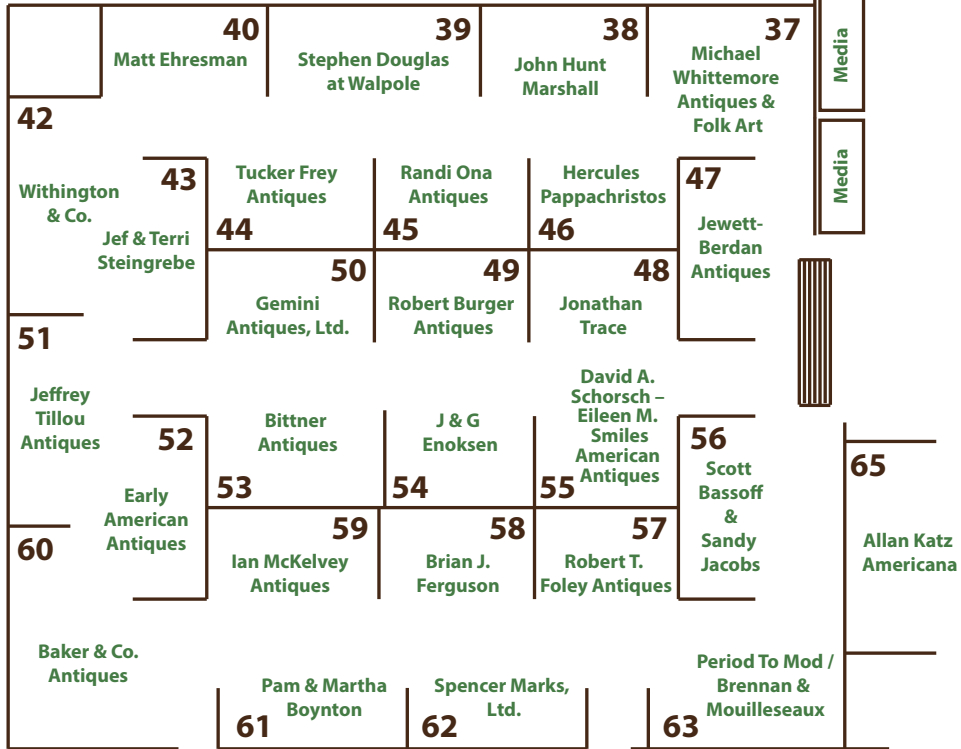 40
Matt Ehresman
39
Stephen Douglas
at Walpole
38
John Hunt
Marshall
37
Michael
Whittemore
Antiques &
Folk Art
Media
Media
42
Withington
& Co.
43
Jef & Terri
Steingrebe
Tucker Frey
Antiques
44
Randi Ona
Antiques
45
Hercules
Pappachristos
46
47
Jewett-
Berdan
Antiques
50
Gemini
Antiques, Ltd.
49
Robert Burger
Antiques
48
Jonathan
Trace
51
Jeffrey
Tillou
Antiques
52
Early
American
Antiques
Bittner
Antiques
53
J & G
Enoksen
54
David A.
Schorsch –
Eileen M.
Smiles
American
Antiques
55
56
Scott
Bassoff
&
Sandy
Jacobs
65
Allan Katz
Americana
60
Baker & Co.
Antiques
59
Ian McKelvey
Antiques
58
Brian J.
Ferguson
57
Robert T.
Foley Antiques
Pam & Martha
Boynton
61
Spencer Marks,
Ltd.
62
Period To Mod /
Brennan &
Mouilleseaux
63